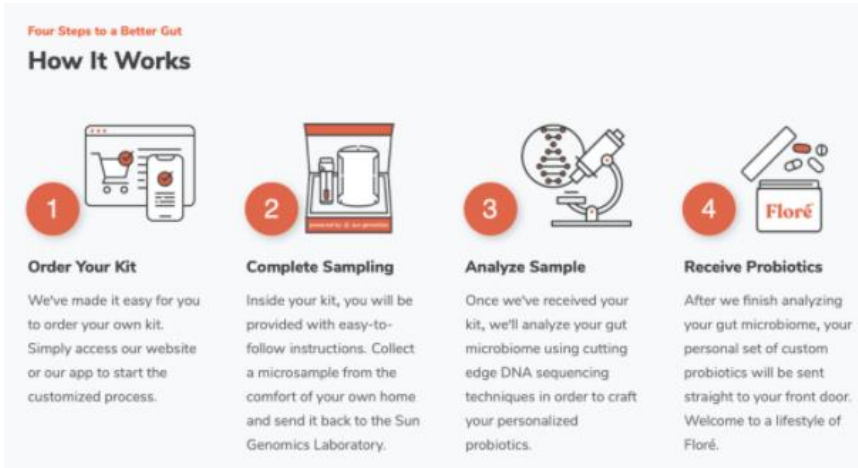 Four Steps to a Better Gut
How It Works
1
Order Your Kit
We've made it easy for you
to order your own kit.
Simply access our website
or our app to start the
customized process.
2
powered by sun genomics
Complete Sampling
Inside your kit, you will be
provided with easy-to-
follow instructions. Collect
a microsample from the
comfort of your own home
and send it back to the Sun
Genomics Laboratory.
3
Analyze Sample
Once we've received your
kit, we'll analyze your gut
microbiome using cutting
edge DNA sequencing
techniques in order to craft
your personalized
probiotics.
4
Floré
Receive Probiotics
After we finish analyzing
your gut microbiome, your
personal set of custom
probiotics will be sent
straight to your front door.
Welcome to a lifestyle of
Floré.